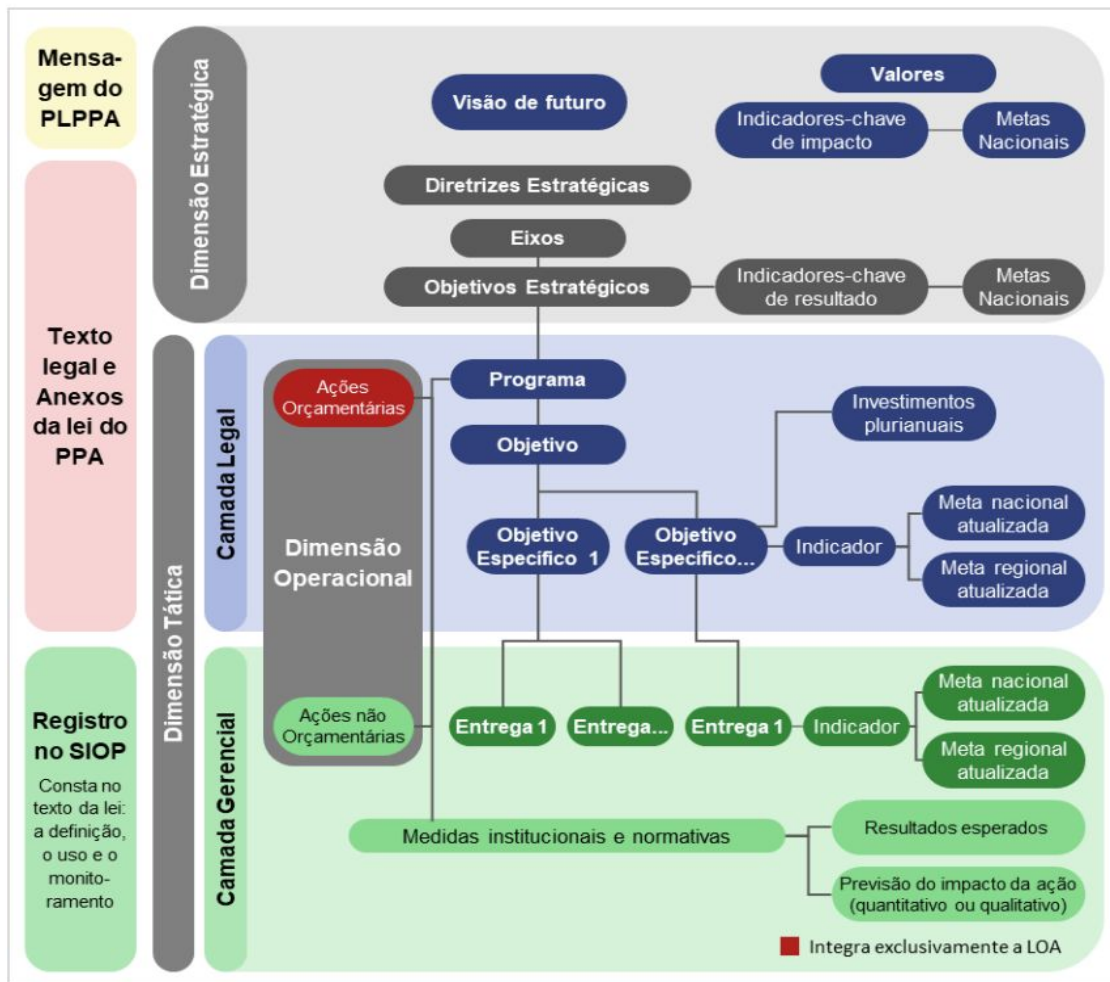 Mensa-
gem do
PLPPA
Dimensão Estratégica
Visão de futuro
Valores
Indicadores-chave
de impacto
Metas
Nacionais
Diretrizes Estratégicas
Eixos
Objetivos Estratégicos
Indicadores-chave
de resultado
Metas
Nacionais
Texto
legal e
Anexos
da lei do
PPA
Dimensão Tática
Camada Legal
Ações
Orçamentárias
Dimensão
Operacional
Programa
Objetivo
Investimentos
plurianuais
Objetivo
Específico 1
Objetivo
Específico...
Indicador
Meta nacional
atualizada
Meta regional
atualizada
Registro
no SIOP
Consta no
texto da lei:
a definição,
o uso e o
monito-
ramento
Camada Gerencial
Ações não
Orçamentárias
Entrega 1
Entrega...
Entrega 1
Indicador
Meta nacional
atualizada
Meta regional
atualizada
Medidas institucionais e normativas
Resultados esperados
Previsão do impacto da ação
(quantitativo ou qualitativo)
Integra exclusivamente a LOA